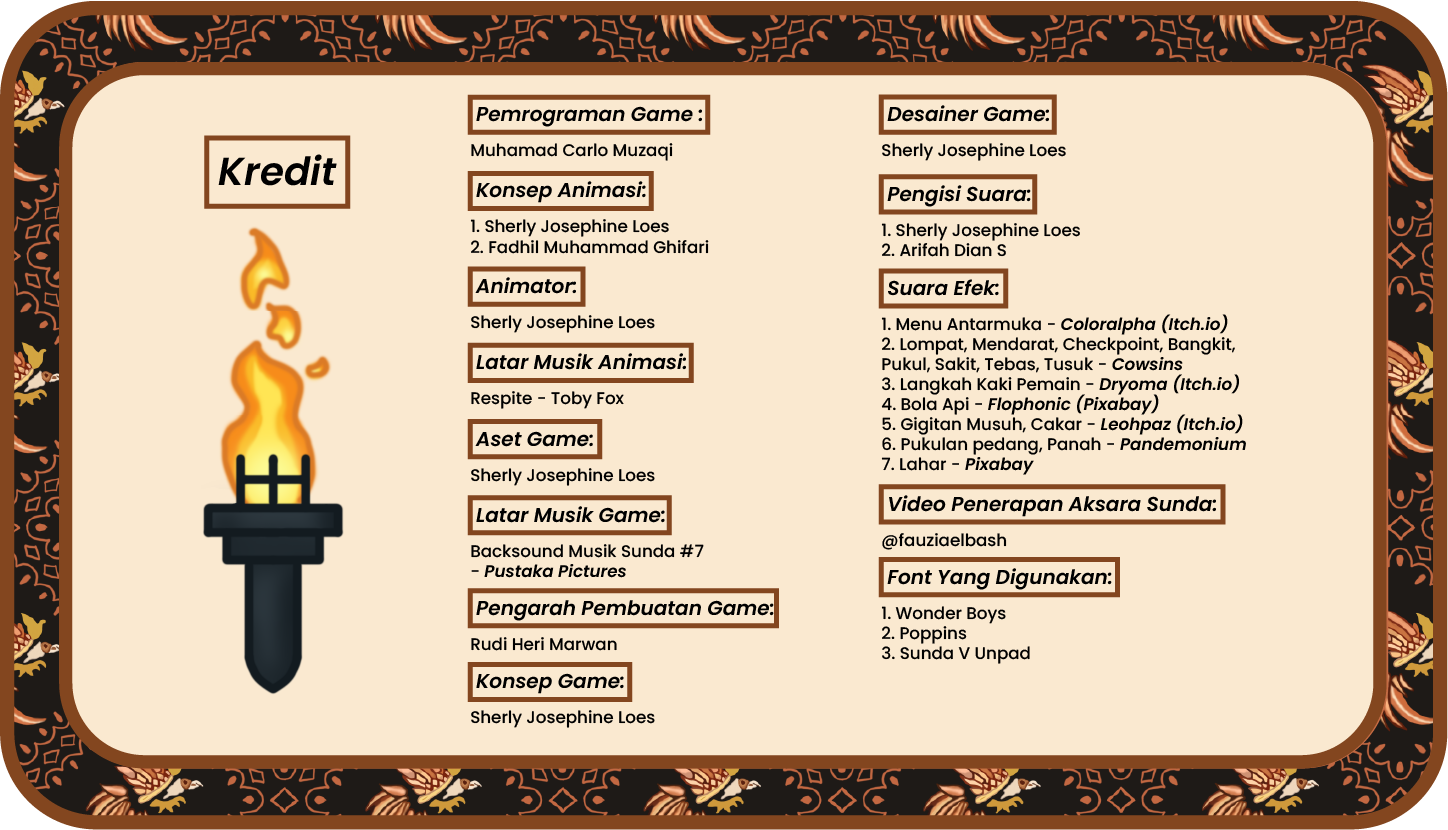 Kredit
Pemrograman Game :
Muhamad Carlo Muzaqi
Konsep Animasi:
1. Sherly Josephine Loes
2. Fadhil Muhammad Ghifari
Animator:
Sherly Josephine Loes
Latar Musik Animasi:
Respite - Toby Fox
Aset Game:
Sherly Josephine Loes
Latar Musik Game:
Backsound Musik Sunda #7
- Pustaka Pictures
Pengarah Pembuatan Game:
Rudi Heri Marwan
Konsep Game:
Sherly Josephine Loes
Desainer Game:
Sherly Josephine Loes
Pengisi Suara:
1. Sherly Josephine Loes
2. Arifah Dian S
Suara Efek:
1. Menu Antarmuka - Coloralpha (Itch.io)
2. Lompat, Mendarat, Checkpoint, Bangkit,
Pukul, Sakit, Tebas, Tusuk - Cowsins
3. Langkah Kaki Pemain - Dryoma (Itch.io)
4. Bola Api - Flophonic (Pixabay)
5. Gigitan Musuh, Cakar - Leohpaz (Itch.io)
6. Pukulan pedang, Panah - Pandemonium
7. Lahar - Pixabay
Video Penerapan Aksara Sunda:
@fauziaelbash
Font Yang Digunakan:
1. Wonder Boys
2. Poppins
3. Sunda V Unpad